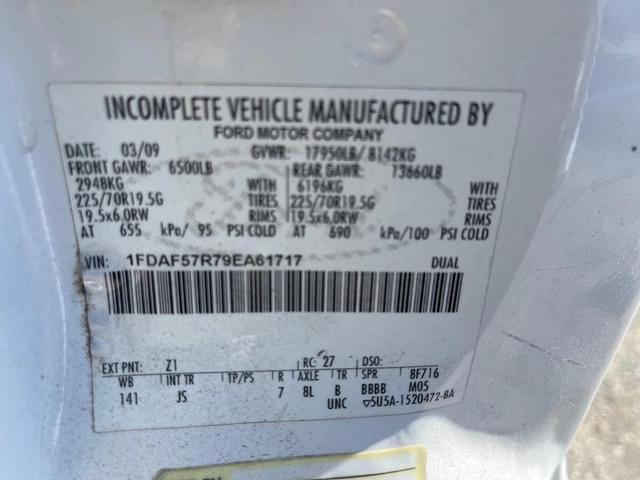 INCOMPLETE VEHICLE MANUFACTURED BY
FORD MOTOR COMPANY
DATE: 03/09 GVWR: 17950LB/ 8142KG
FRONT GAWR: 6500LB REAR GAWR: 13660LB
2948KG WITH 6196KG WITH
225/70R19.5G TIRES 225/70R19.5G TIRES
19.5x6.0RW RIMS 19.5x6.0RW RIMS
AT 655 kPa/ 95 PSI COLD AT 690 kPa/100 PSI COLD
VIN: 1FDAF57R79EA61717 DUAL
EXT PNT: Z1 RC: 27 DSO:
WB INT TR TP/PS R AXLE TR SPR 8F716
141 JS 7 8L B BBBB M05
UNC ▽5U5A-1520472-BA